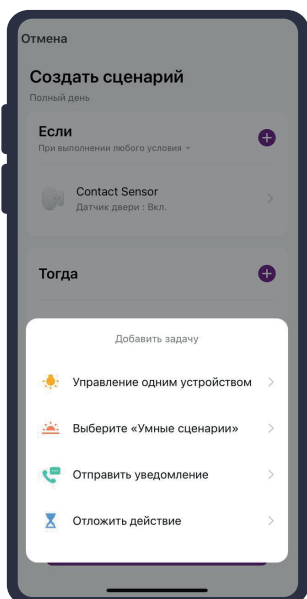 Отмена
Создать сценарий
Полный день
Если
При выполнении любого условия
Contact Sensor
Датчик двери : Вкл.
Тогда
Добавить задачу
Управление одним устройством
Выберите «Умные сценарии»
Отправить уведомление
Отложить действие